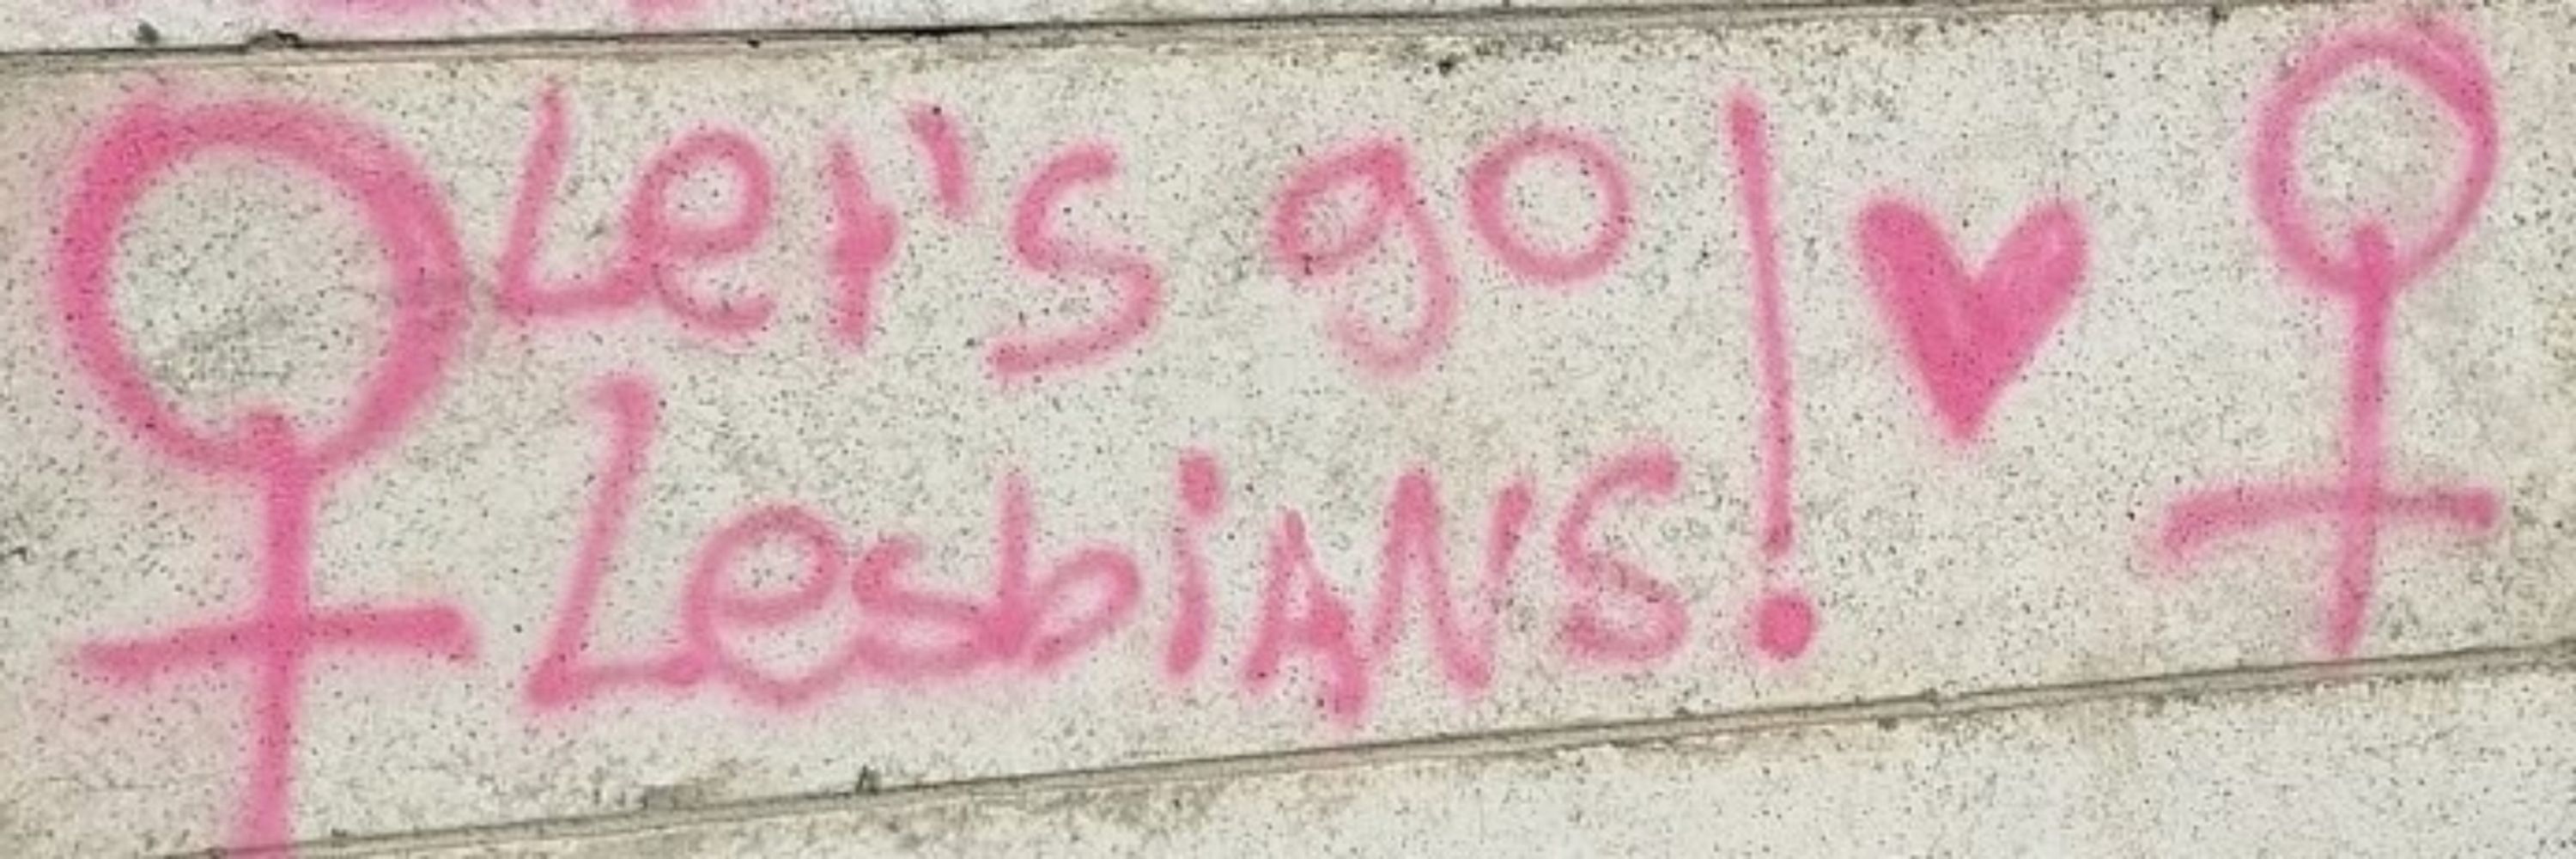 ♀ Let's go! ♥ ♀
LesbiANS!